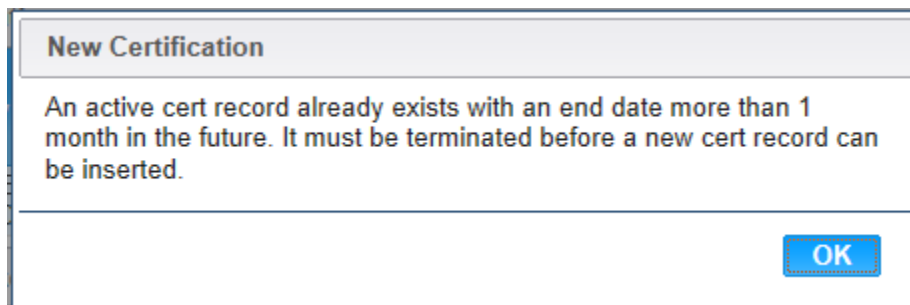 New Certification
An active cert record already exists with an end date more than 1
month in the future. It must be terminated before a new cert record can
be inserted.
OK